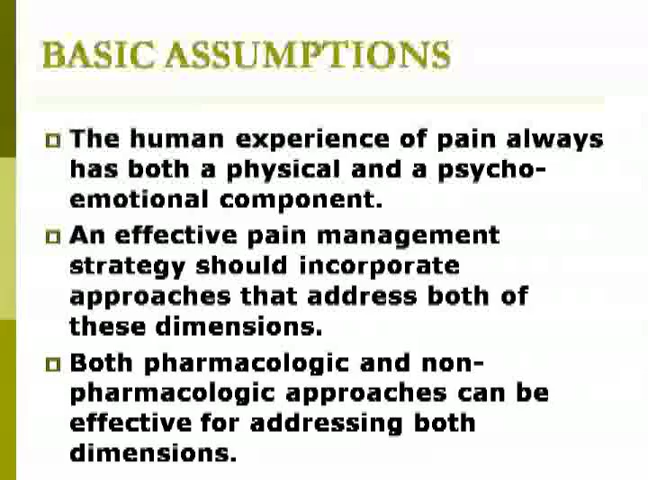 BASIC ASSUMPTIONS
The human experience of pain always
has both a physical and a psycho-
emotional component.
An effective pain management
strategy should incorporate
approaches that address both of
these dimensions.
Both pharmacologic and non-
pharmacologic approaches can be
effective for addressing both
dimensions.